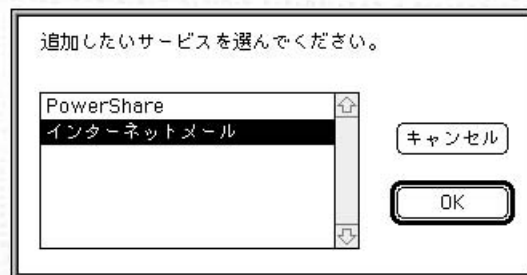 追加したいサービスを選んでください。
PowerShare
インターネットメール
キャンセル
OK